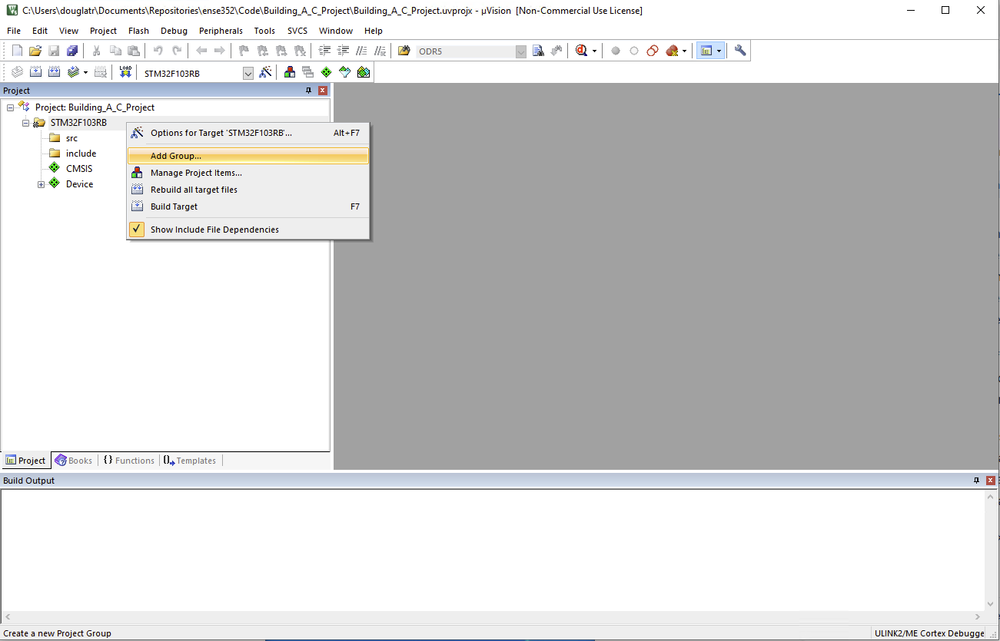 C:\Users\douglatr\Documents\Repositories\ense352\Code\Building_A_C_Project\Building_A_C_Project.uvprojx - µVision [Non-Commercial Use License]
File Edit View Project Flash Debug Peripherals Tools SVCS Window Help
ODR5
LOAD STM32F103RB
Project
Project: Building_A_C_Project
STM32F103RB
src
include
CMSIS
Device
Options for Target 'STM32F103RB'... Alt+F7
Add Group...
Manage Project Items...
Rebuild all target files
Build Target F7
Show Include File Dependencies
Project Books {} Functions Templates
Build Output
Create a new Project Group ULINK2/ME Cortex Debugge